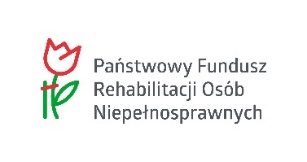 Państwowy Fundusz
Rehabilitacji Osób
Niepełnosprawnych